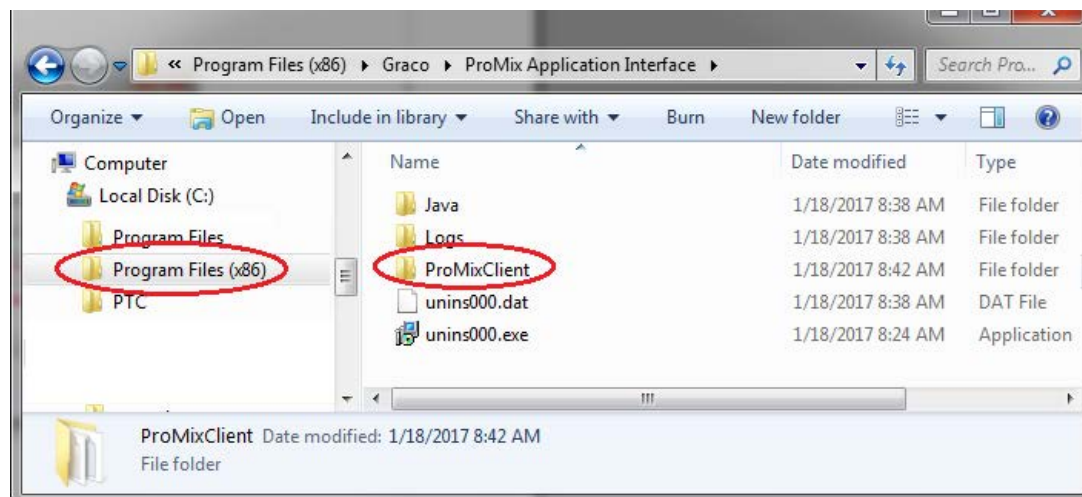 « Program Files (x86) Graco ProMix Application Interface Search Pro...
Organize Open Include in library Share with Burn New folder
Computer
Local Disk (C:)
Program Files
Program Files (x86)
PTC
Name Date modified Type
Java 1/18/2017 8:38 AM File folder
Logs 1/18/2017 8:38 AM File folder
ProMixClient 1/18/2017 8:42 AM File folder
unins000.dat 1/18/2017 8:38 AM DAT File
unins000.exe 1/18/2017 8:24 AM Application
ProMixClient Date modified: 1/18/2017 8:42 AM
File folder